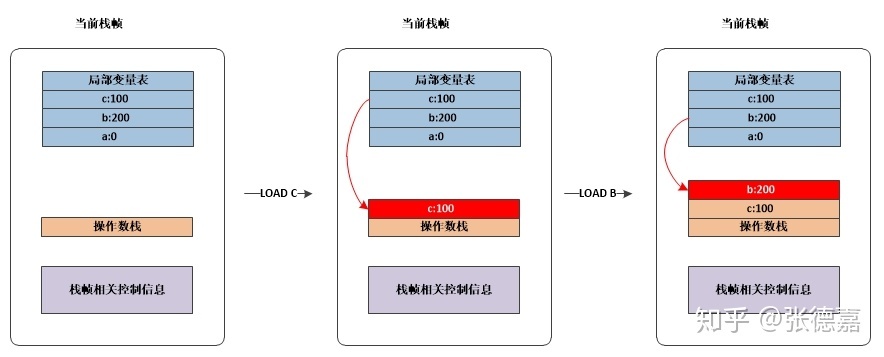 当前栈帧
局部变量表
c:100
b:200
a:0
操作数栈
栈帧相关控制信息
LOAD C
当前栈帧
局部变量表
c:100
b:200
a:0
c:100
操作数栈
栈帧相关控制信息
LOAD B
当前栈帧
局部变量表
c:100
b:200
a:0
b:200
c:100
操作数栈
栈帧相关控制信息
知乎 @张德嘉